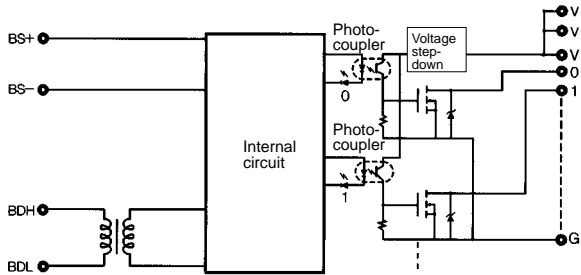 BS+
BS−
BDH
BDL
Internal
circuit
Photo-
coupler
0
Photo-
coupler
1
Voltage
step-
down
V
V
V
0
1
G